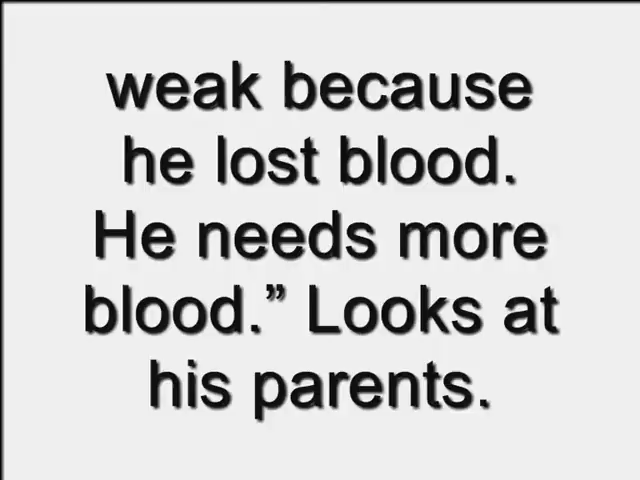 weak because
he lost blood.
He needs more
blood.” Looks at
his parents.